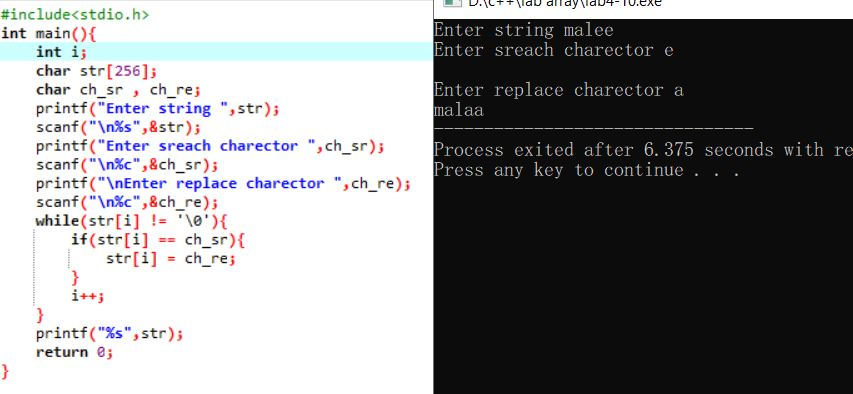 #include<stdio.h>
int main(){
int i;
char str[256];
char ch_sr , ch_re;
printf("Enter string ",str);
scanf("\n%s",&str);
printf("Enter sreach charector ",ch_sr);
scanf("\n%c",&ch_sr);
printf("\nEnter replace charector ",ch_re);
scanf("\n%c",&ch_re);
while(str[i] != '\0'){
if(str[i] == ch_sr){
str[i] = ch_re;
}
i++;
}
printf("%s",str);
return 0;
}
D:\c++\lab array\lab4-10.exe
Enter string malee
Enter sreach charector e
Enter replace charector a
malaa
--------------------------------
Process exited after 6.375 seconds with re
Press any key to continue . . .